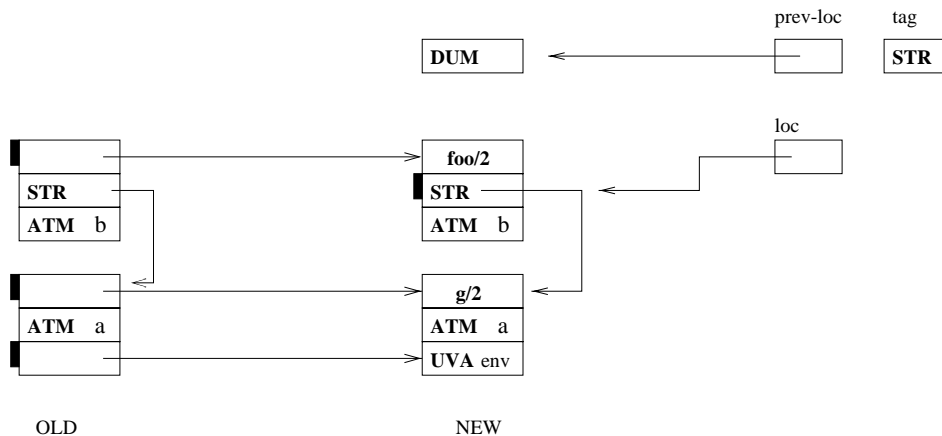 prev-loc tag
DUM STR
loc
foo/2
STR STR
ATM b ATM b
g/2
ATM a ATM a
UVA env
OLD NEW